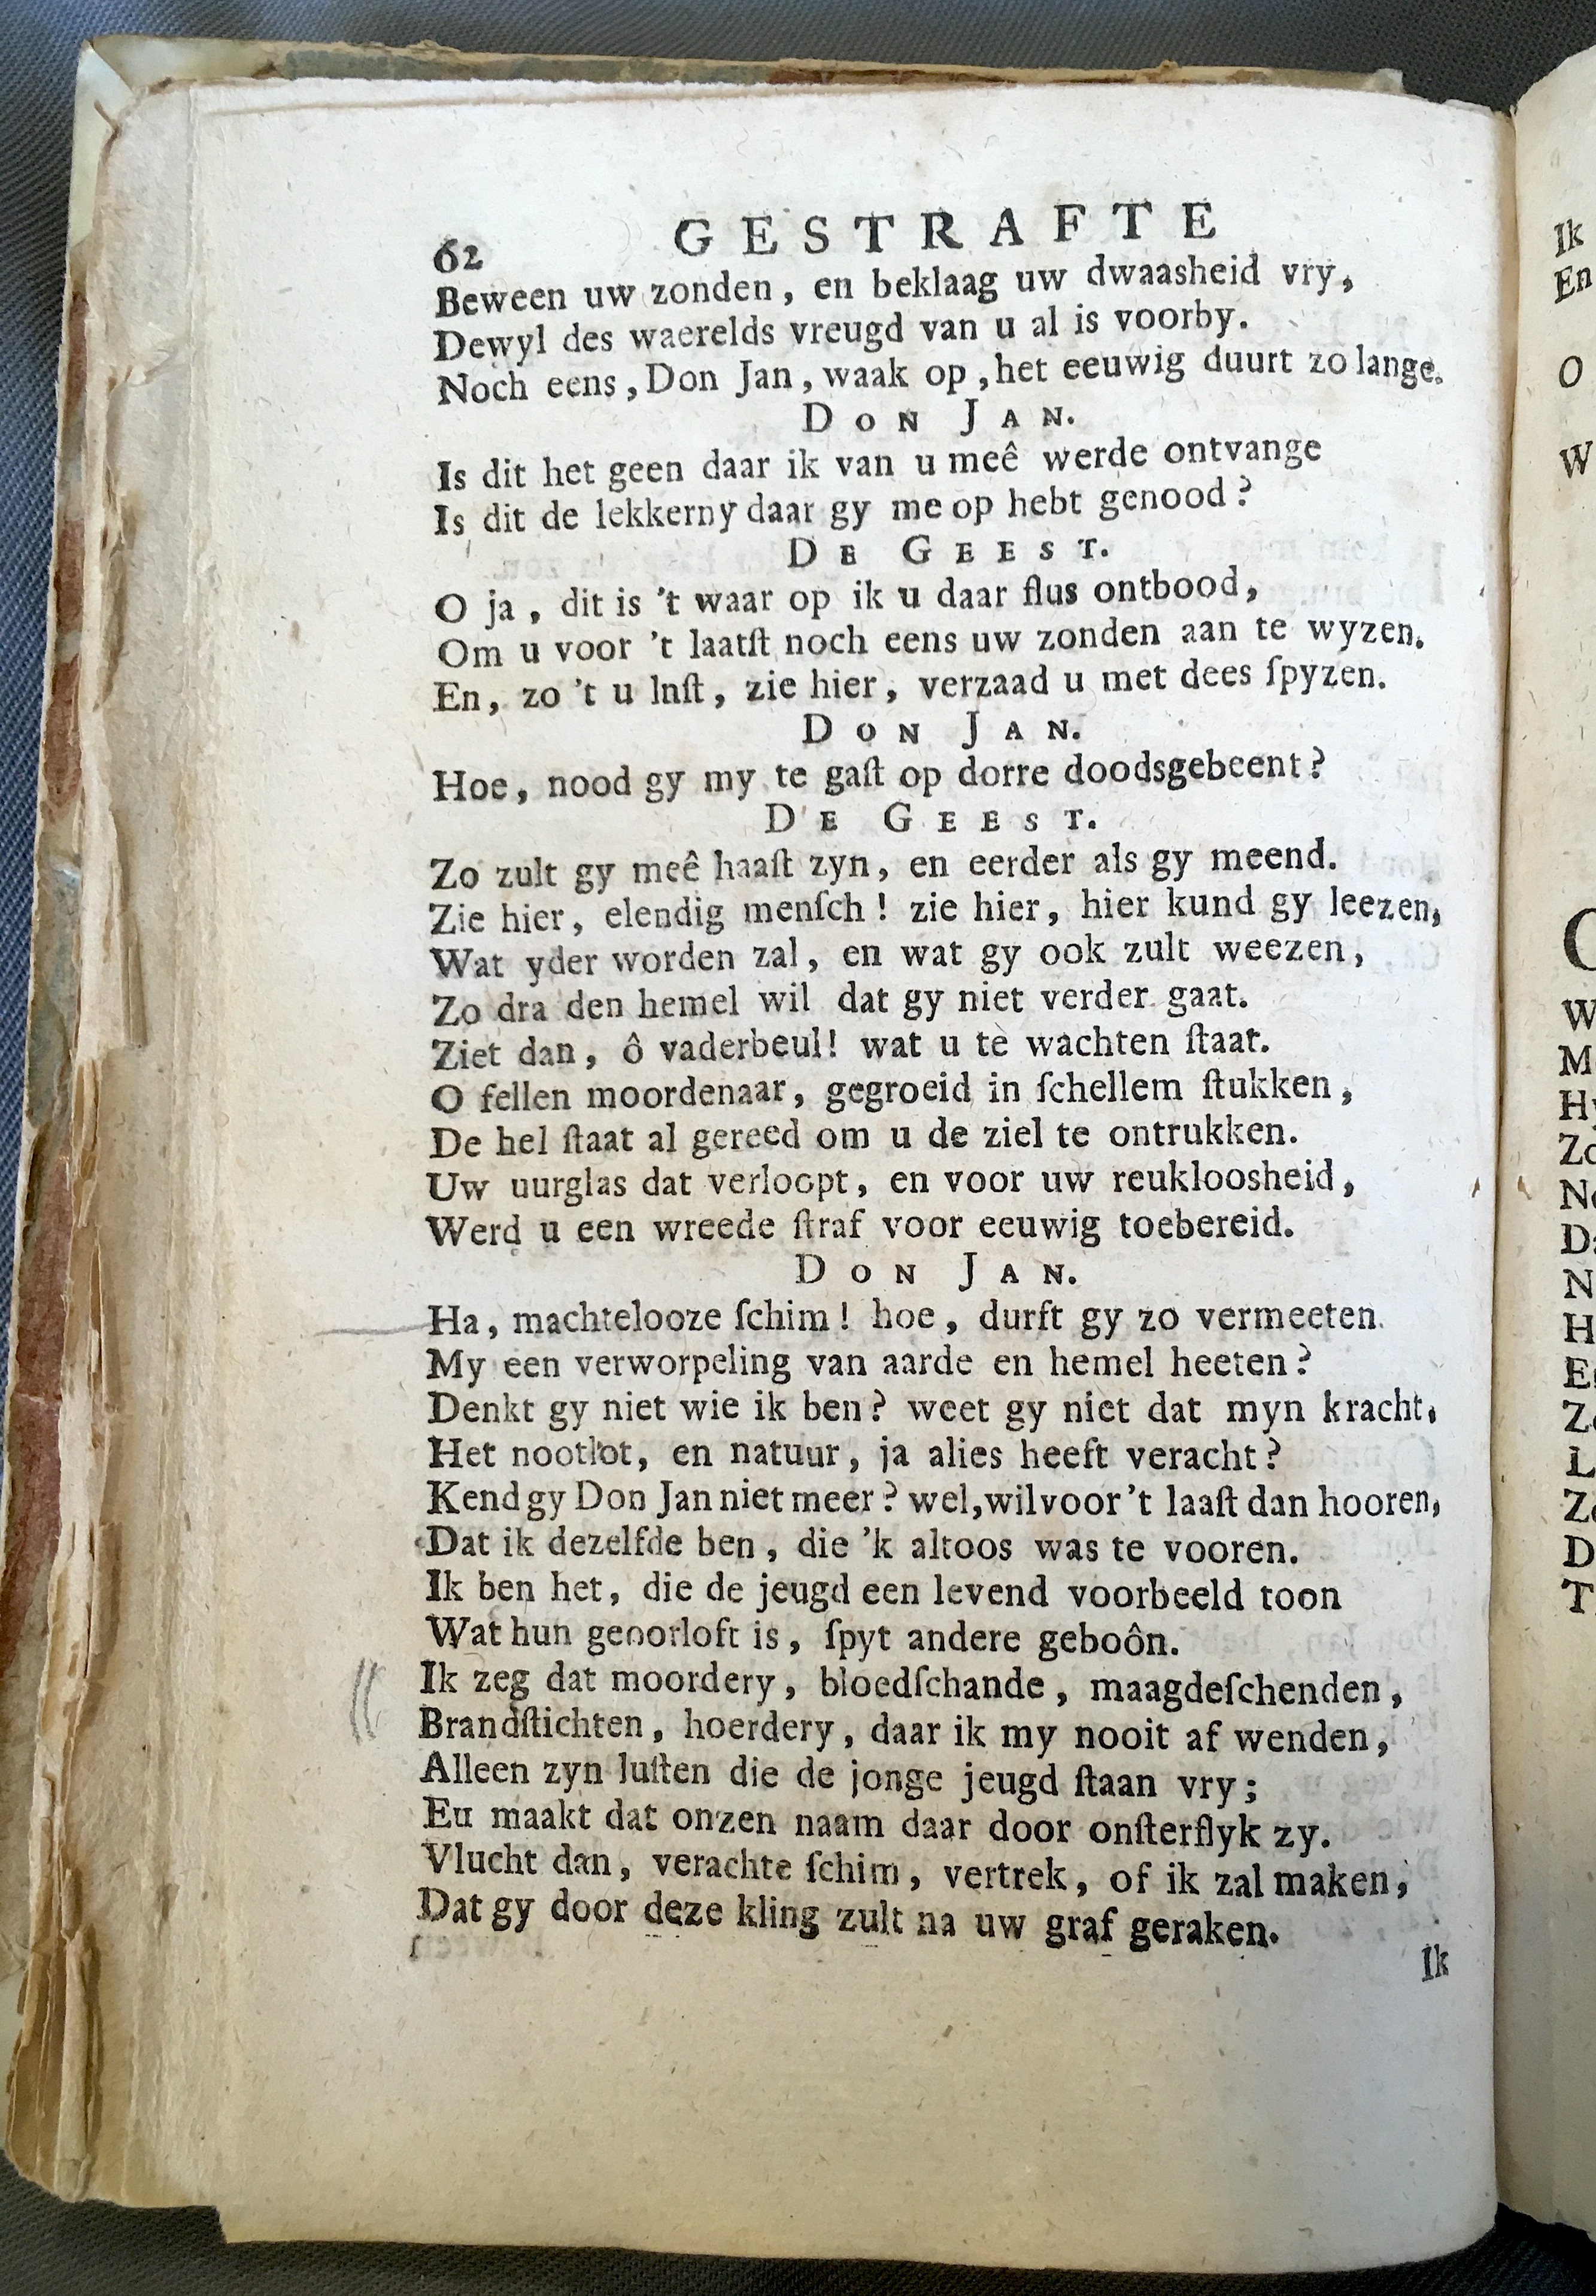 62 GESTRAFTE
Beween uw zonden, en beklaag uw dwaasheid vry,
Dewyl des waerelds vreugd van u al is voorby.
Noch eens, Don Jan, waak op, het eeuwig duurt zo lange.
DON JAN.
Is dit het geen daar ik van u meê werde ontvange
Is dit de lekkerny daar gy me op hebt genood?
DE GEEST.
O ja, dit is 't waar op ik u daar flus ontbood,
Om u voor 't laatſt noch eens uw zonden aan te wyzen.
En, zo 't u lnſt, zie hier, verzaad u met dees ſpyzen.
DON JAN.
Hoe, nood gy my te gaſt op dorre doodsgebeent?
DE GEEST.
Zo zult gy meê haaſt zyn, en eerder als gy meend.
Zie hier, elendig menſch! zie hier, hier kund gy leezen,
Wat yder worden zal, en wat gy ook zult weezen,
Zo dra den hemel wil dat gy niet verder gaat.
Ziet dan, ô vaderbeul! wat u te wachten ſtaat.
O fellen moordenaar, gegroeid in ſchellem ſtukken,
De hel ſtaat al gereed om u de ziel te ontrukken.
Uw uurglas dat verloopt, en voor uw reukloosheid,
Werd u een wreede ſtraf voor eeuwig toebereid.
DON JAN.
Ha, machtelooze ſchim! hoe, durft gy zo vermeeten
My een verworpeling van aarde en hemel heeten?
Denkt gy niet wie ik ben? weet gy niet dat myn kracht,
Het nootlot, en natuur, ja alies heeft veracht?
Kend gy Don Jan niet meer? wel, wil voor 't laaſt dan hooren,
Dat ik dezelfde ben, die 'k altoos was te vooren.
Ik ben het, die de jeugd een levend voorbeeld toon
Wat hun geoorloft is, ſpyt andere geboôn.
Ik zeg dat moordery, bloedſchande, maagdeſchenden,
Brandſtichten, hoerdery, daar ik my nooit af wenden,
Alleen zyn luſten die de jonge jeugd ſtaan vry;
Eu maakt dat onzen naam daar door onſterflyk zy.
Vlucht dan, verachte ſchim, vertrek, of ik zal maken,
Dat gy door deze kling zult na uw graf geraken.
Ik
Ik
En
O
W
W
M
Hy
Zo
No
Da
N
H
Z
L
Z
D
T